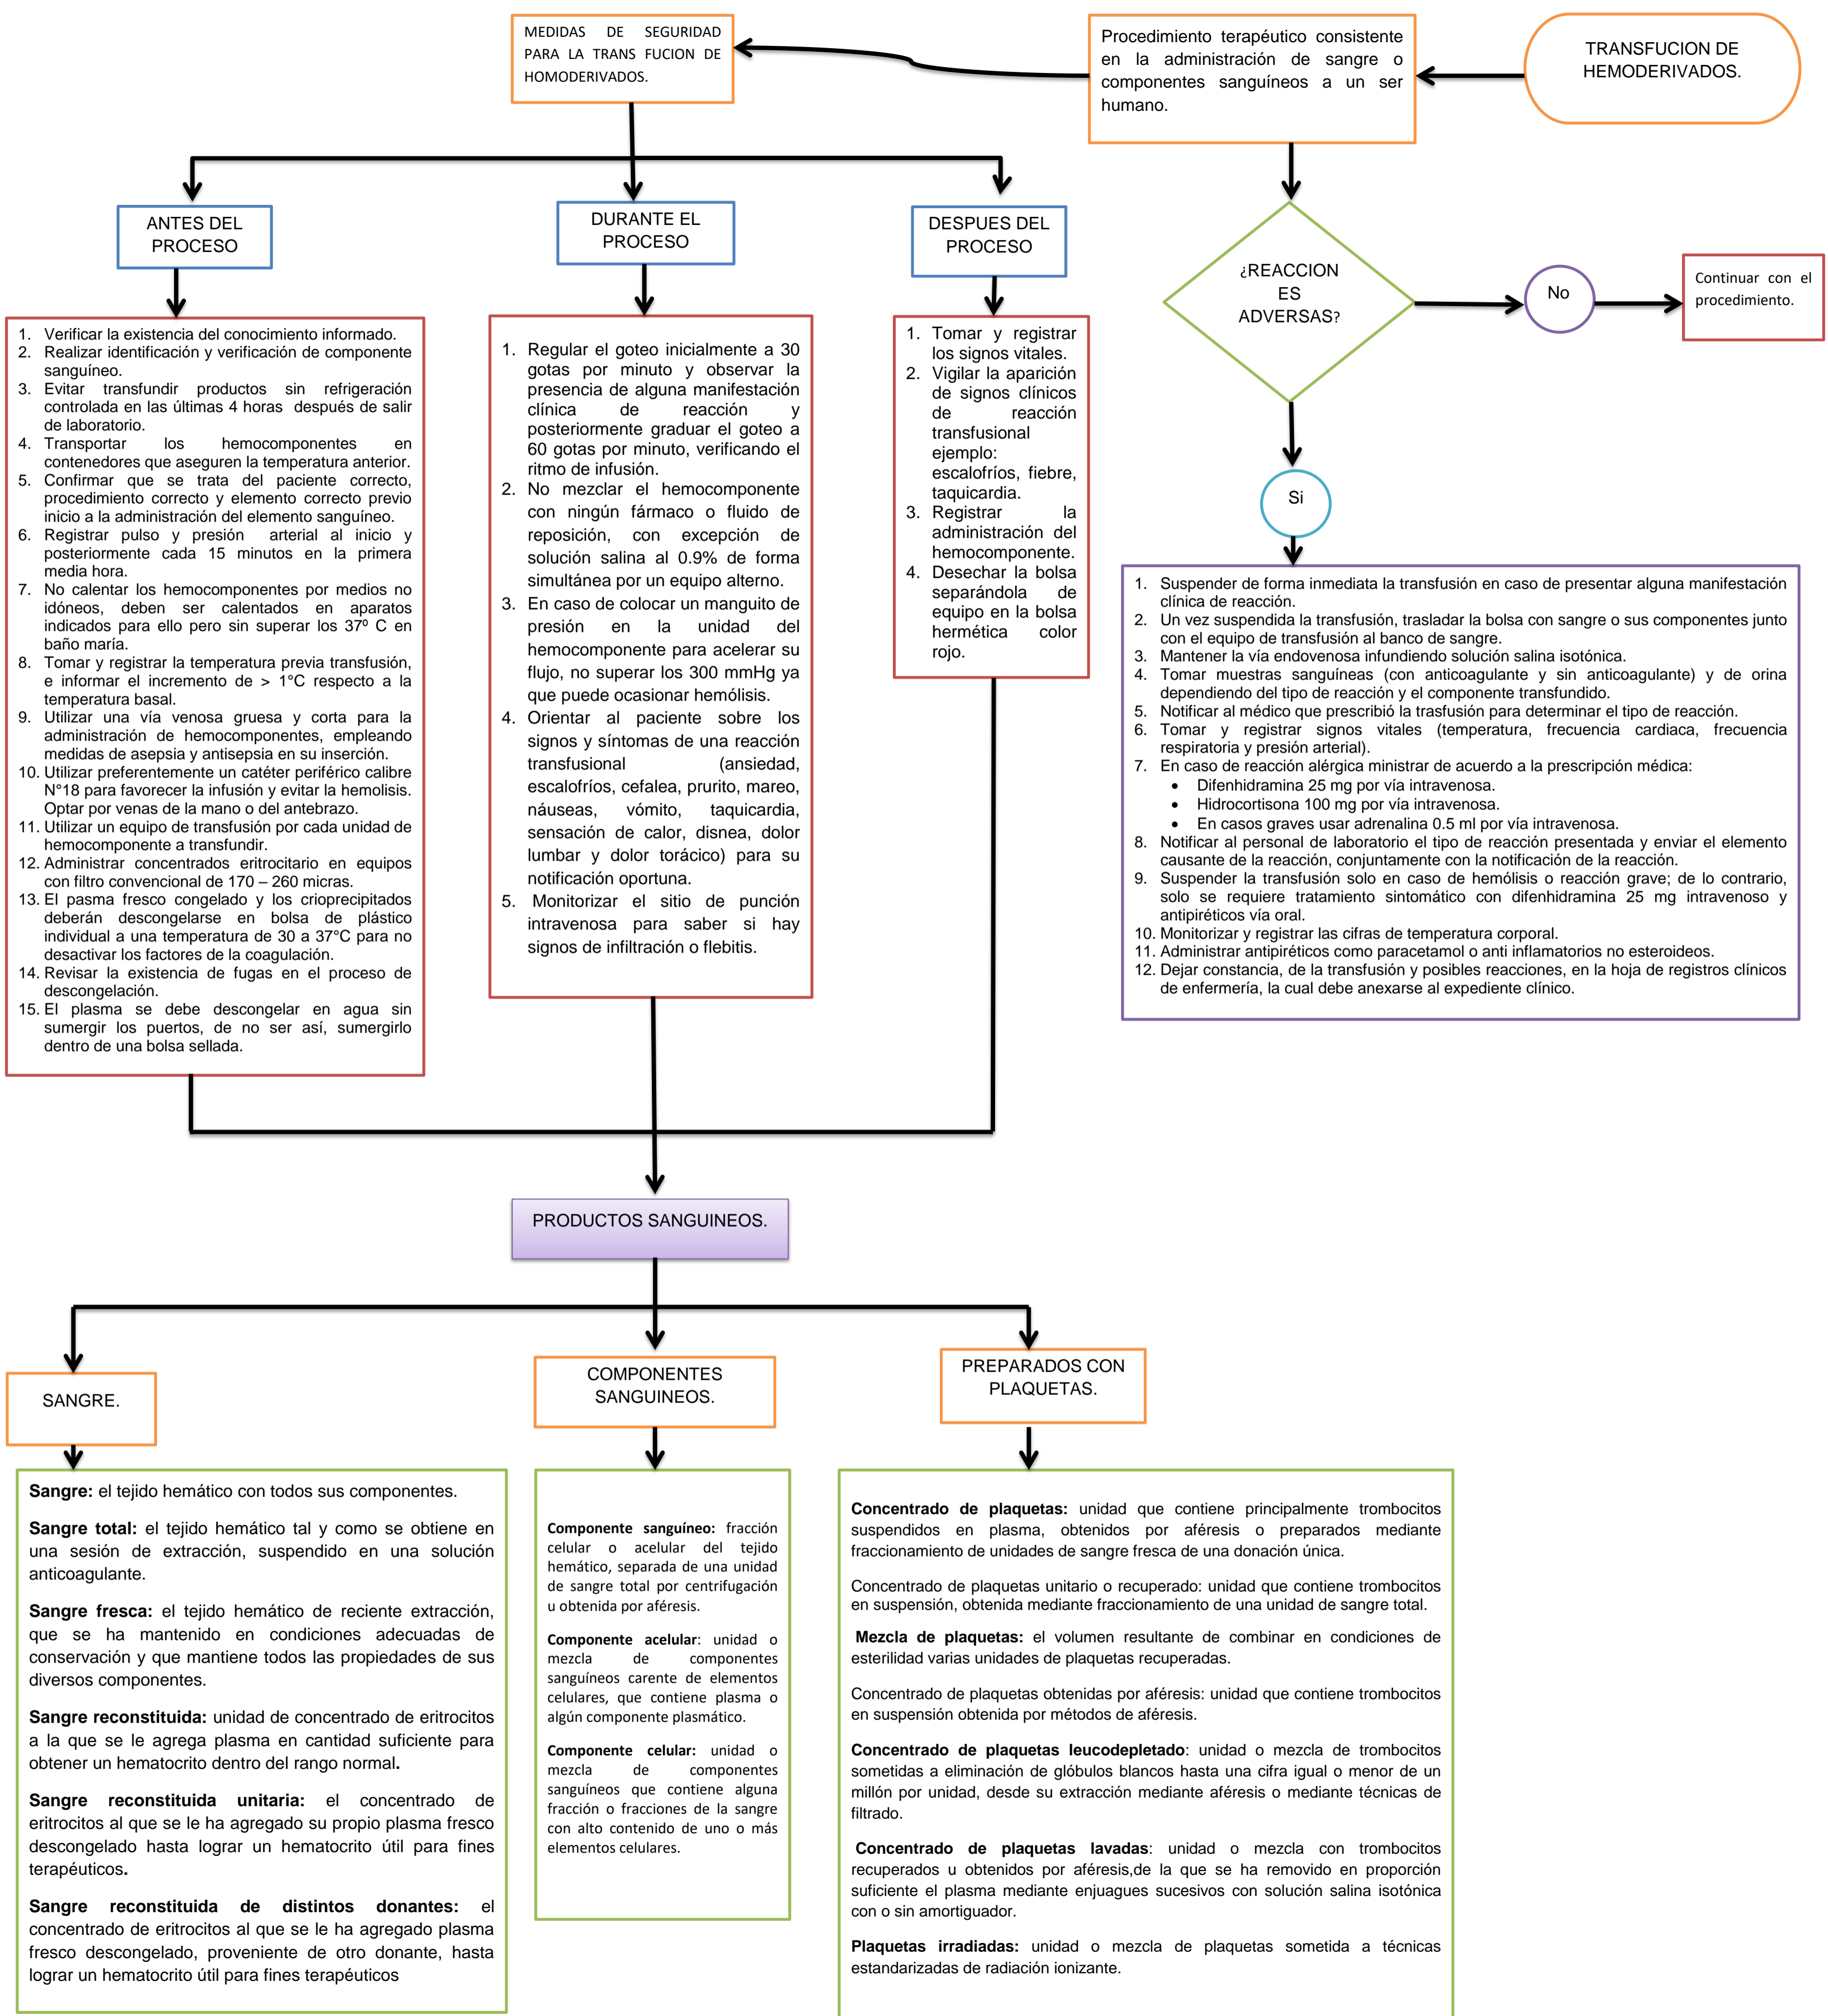 TRANSFUCION DE
HEMODERIVADOS.
Procedimiento terapéutico consistente
en la administración de sangre o
componentes sanguíneos a un ser
humano.
MEDIDAS DE SEGURIDAD
PARA LA TRANS FUCION DE
HOMODERIVADOS.
ANTES DEL
PROCESO
1. Verificar la existencia del conocimiento informado.
2. Realizar identificación y verificación de componente
sanguíneo.
3. Evitar transfundir productos sin refrigeración
controlada en las últimas 4 horas después de salir
de laboratorio.
4. Transportar los hemocomponentes en
contenedores que aseguren la temperatura anterior.
5. Confirmar que se trata del paciente correcto,
procedimiento correcto y elemento correcto previo
inicio a la administración del elemento sanguíneo.
6. Registrar pulso y presión arterial al inicio y
posteriormente cada 15 minutos en la primera
media hora.
7. No calentar los hemocomponentes por medios no
idóneos, deben ser calentados en aparatos
indicados para ello pero sin superar los 37º C en
baño maría.
8. Tomar y registrar la temperatura previa transfusión,
e informar el incremento de > 1°C respecto a la
temperatura basal.
9. Utilizar una vía venosa gruesa y corta para la
administración de hemocomponentes, empleando
medidas de asepsia y antisepsia en su inserción.
10. Utilizar preferentemente un catéter periférico calibre
N°18 para favorecer la infusión y evitar la hemolisis.
Optar por venas de la mano o del antebrazo.
11. Utilizar un equipo de transfusión por cada unidad de
hemocomponente a transfundir.
12. Administrar concentrados eritrocitario en equipos
con filtro convencional de 170 – 260 micras.
13. El pasma fresco congelado y los crioprecipitados
deberán descongelarse en bolsa de plástico
individual a una temperatura de 30 a 37°C para no
desactivar los factores de la coagulación.
14. Revisar la existencia de fugas en el proceso de
descongelación.
15. El plasma se debe descongelar en agua sin
sumergir los puertos, de no ser así, sumergirlo
dentro de una bolsa sellada.
DURANTE EL
PROCESO
1. Regular el goteo inicialmente a 30
gotas por minuto y observar la
presencia de alguna manifestación
clínica de reacción y
posteriormente graduar el goteo a
60 gotas por minuto, verificando el
ritmo de infusión.
2. No mezclar el hemocomponente
con ningún fármaco o fluido de
reposición, con excepción de
solución salina al 0.9% de forma
simultánea por un equipo alterno.
3. En caso de colocar un manguito de
presión en la unidad del
hemocomponente para acelerar su
flujo, no superar los 300 mmHg ya
que puede ocasionar hemólisis.
4. Orientar al paciente sobre los
signos y síntomas de una reacción
transfusional (ansiedad,
escalofríos, cefalea, prurito, mareo,
náuseas, vómito, taquicardia,
sensación de calor, disnea, dolor
lumbar y dolor torácico) para su
notificación oportuna.
5. Monitorizar el sitio de punción
intravenosa para saber si hay
signos de infiltración o flebitis.
DESPUES DEL
PROCESO
1. Tomar y registrar
los signos vitales.
2. Vigilar la aparición
de signos clínicos
de reacción
transfusional
ejemplo:
escalofríos, fiebre,
taquicardia.
3. Registrar la
administración del
hemocomponente.
4. Desechar la bolsa
separándola de
equipo en la bolsa
hermética color
rojo.
¿REACCION
ES
ADVERSAS?
No
Continuar con el
procedimiento.
Si
1. Suspender de forma inmediata la transfusión en caso de presentar alguna manifestación
clínica de reacción.
2. Un vez suspendida la transfusión, trasladar la bolsa con sangre o sus componentes junto
con el equipo de transfusión al banco de sangre.
3. Mantener la vía endovenosa infundiendo solución salina isotónica.
4. Tomar muestras sanguíneas (con anticoagulante y sin anticoagulante) y de orina
dependiendo del tipo de reacción y el componente transfundido.
5. Notificar al médico que prescribió la trasfusión para determinar el tipo de reacción.
6. Tomar y registrar signos vitales (temperatura, frecuencia cardiaca, frecuencia
respiratoria y presión arterial).
7. En caso de reacción alérgica ministrar de acuerdo a la prescripción médica:
• Difenhidramina 25 mg por vía intravenosa.
• Hidrocortisona 100 mg por vía intravenosa.
• En casos graves usar adrenalina 0.5 ml por vía intravenosa.
8. Notificar al personal de laboratorio el tipo de reacción presentada y enviar el elemento
causante de la reacción, conjuntamente con la notificación de la reacción.
9. Suspender la transfusión solo en caso de hemólisis o reacción grave; de lo contrario,
solo se requiere tratamiento sintomático con difenhidramina 25 mg intravenoso y
antipiréticos vía oral.
10. Monitorizar y registrar las cifras de temperatura corporal.
11. Administrar antipiréticos como paracetamol o anti inflamatorios no esteroideos.
12. Dejar constancia, de la transfusión y posibles reacciones, en la hoja de registros clínicos
de enfermería, la cual debe anexarse al expediente clínico.
PRODUCTOS SANGUINEOS.
SANGRE.
Sangre: el tejido hemático con todos sus componentes.
Sangre total: el tejido hemático tal y como se obtiene en
una sesión de extracción, suspendido en una solución
anticoagulante.
Sangre fresca: el tejido hemático de reciente extracción,
que se ha mantenido en condiciones adecuadas de
conservación y que mantiene todos las propiedades de sus
diversos componentes.
Sangre reconstituida: unidad de concentrado de eritrocitos
a la que se le agrega plasma en cantidad suficiente para
obtener un hematocrito dentro del rango normal.
Sangre reconstituida unitaria: el concentrado de
eritrocitos al que se le ha agregado su propio plasma fresco
descongelado hasta lograr un hematocrito útil para fines
terapéuticos.
Sangre reconstituida de distintos donantes: el
concentrado de eritrocitos al que se le ha agregado plasma
fresco descongelado, proveniente de otro donante, hasta
lograr un hematocrito útil para fines terapéuticos
COMPONENTES
SANGUINEOS.
Componente sanguíneo: fracción
celular o acelular del tejido
hemático, separada de una unidad
de sangre total por centrifugación
u obtenida por aféresis.
Componente acelular: unidad o
mezcla de componentes
sanguíneos carente de elementos
celulares, que contiene plasma o
algún componente plasmático.
Componente celular: unidad o
mezcla de componentes
sanguíneos que contiene alguna
fracción o fracciones de la sangre
con alto contenido de uno o más
elementos celulares.
PREPARADOS CON
PLAQUETAS.
Concentrado de plaquetas: unidad que contiene principalmente trombocitos
suspendidos en plasma, obtenidos por aféresis o preparados mediante
fraccionamiento de unidades de sangre fresca de una donación única.
Concentrado de plaquetas unitario o recuperado: unidad que contiene trombocitos
en suspensión, obtenida mediante fraccionamiento de una unidad de sangre total.
Mezcla de plaquetas: el volumen resultante de combinar en condiciones de
esterilidad varias unidades de plaquetas recuperadas.
Concentrado de plaquetas obtenidas por aféresis: unidad que contiene trombocitos
en suspensión obtenida por métodos de aféresis.
Concentrado de plaquetas leucodepletado: unidad o mezcla de trombocitos
sometidas a eliminación de glóbulos blancos hasta una cifra igual o menor de un
millón por unidad, desde su extracción mediante aféresis o mediante técnicas de
filtrado.
Concentrado de plaquetas lavadas: unidad o mezcla con trombocitos
recuperados u obtenidos por aféresis,de la que se ha removido en proporción
suficiente el plasma mediante enjuagues sucesivos con solución salina isotónica
con o sin amortiguador.
Plaquetas irradiadas: unidad o mezcla de plaquetas sometida a técnicas
estandarizadas de radiación ionizante.